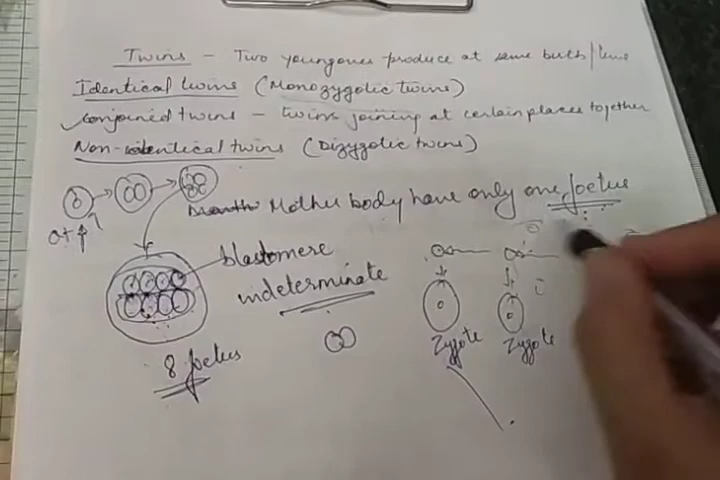 Twins - Two youngones produce at same birth/time
Identical twins (Monozygotic twins)
conjoined twins - twins joining at certain places together
Non-identical twins (Dizygotic twins)
Mother body have only one foetus
blastomere
indeterminate
8 foetus
Zygote Zygote